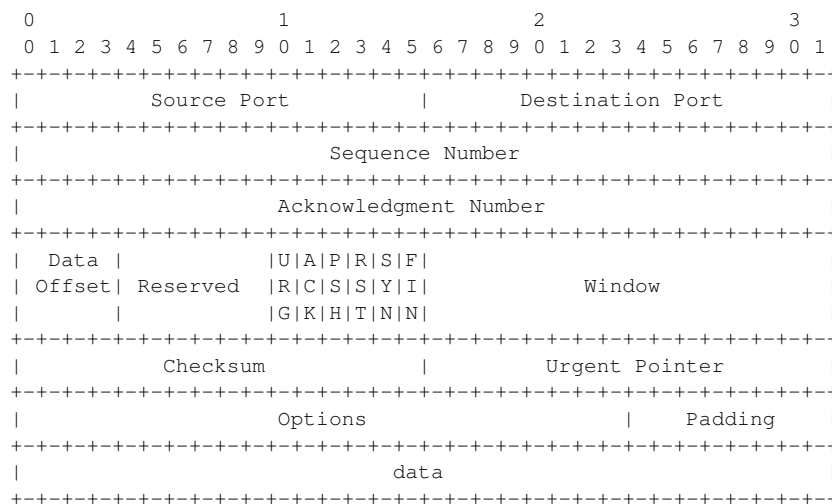 0                   1                   2                   3
 0 1 2 3 4 5 6 7 8 9 0 1 2 3 4 5 6 7 8 9 0 1 2 3 4 5 6 7 8 9 0 1
+-+-+-+-+-+-+-+-+-+-+-+-+-+-+-+-+-+-+-+-+-+-+-+-+-+-+-+-+-+-+-+--
|          Source Port          |       Destination Port        |
+-+-+-+-+-+-+-+-+-+-+-+-+-+-+-+-+-+-+-+-+-+-+-+-+-+-+-+-+-+-+-+--
|                        Sequence Number                        |
+-+-+-+-+-+-+-+-+-+-+-+-+-+-+-+-+-+-+-+-+-+-+-+-+-+-+-+-+-+-+-+--
|                    Acknowledgment Number                      |
+-+-+-+-+-+-+-+-+-+-+-+-+-+-+-+-+-+-+-+-+-+-+-+-+-+-+-+-+-+-+-+--
|  Data |           |U|A|P|R|S|F|                               |
| Offset| Reserved  |R|C|S|S|Y|I|            Window             |
|       |           |G|K|H|T|N|N|                               |
+-+-+-+-+-+-+-+-+-+-+-+-+-+-+-+-+-+-+-+-+-+-+-+-+-+-+-+-+-+-+-+--
|           Checksum            |         Urgent Pointer        |
+-+-+-+-+-+-+-+-+-+-+-+-+-+-+-+-+-+-+-+-+-+-+-+-+-+-+-+-+-+-+-+--
|                    Options                    |    Padding    |
+-+-+-+-+-+-+-+-+-+-+-+-+-+-+-+-+-+-+-+-+-+-+-+-+-+-+-+-+-+-+-+--
|                             data                              |
+-+-+-+-+-+-+-+-+-+-+-+-+-+-+-+-+-+-+-+-+-+-+-+-+-+-+-+-+-+-+-+--